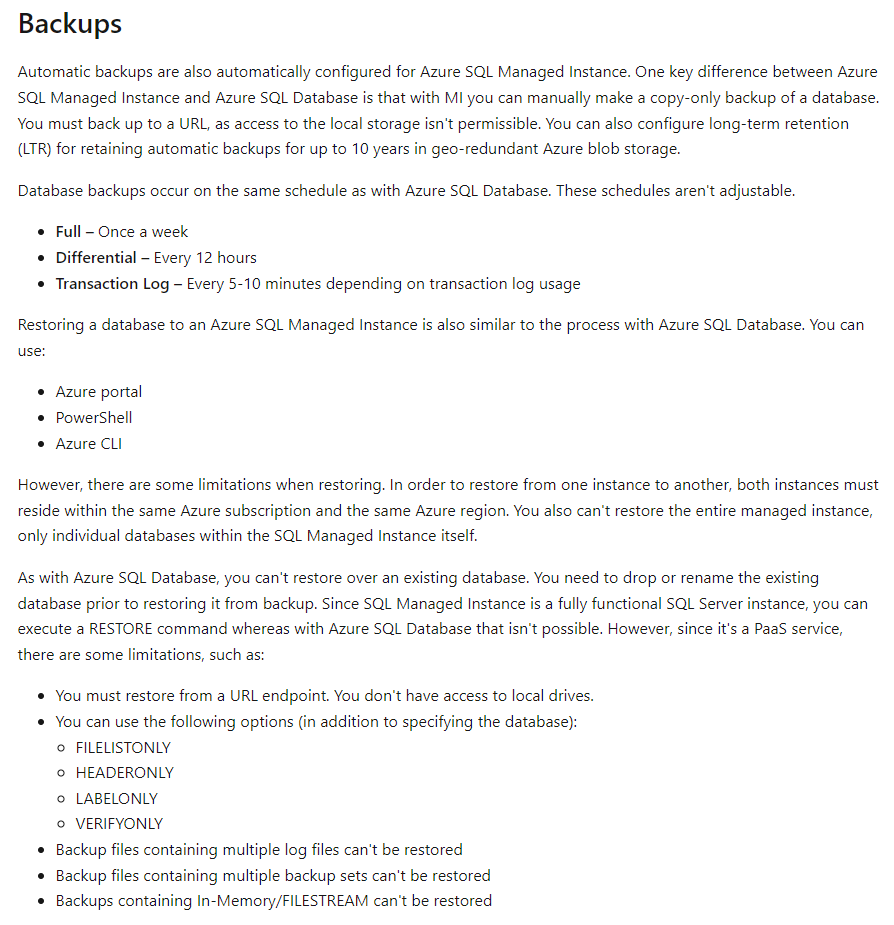 Backups
Automatic backups are also automatically configured for Azure SQL Managed Instance. One key difference between Azure
SQL Managed Instance and Azure SQL Database is that with MI you can manually make a copy-only backup of a database.
You must back up to a URL, as access to the local storage isn't permissible. You can also configure long-term retention
(LTR) for retaining automatic backups for up to 10 years in geo-redundant Azure blob storage.
Database backups occur on the same schedule as with Azure SQL Database. These schedules aren't adjustable.
• Full – Once a week
• Differential – Every 12 hours
• Transaction Log – Every 5-10 minutes depending on transaction log usage
Restoring a database to an Azure SQL Managed Instance is also similar to the process with Azure SQL Database. You can
use:
• Azure portal
• PowerShell
• Azure CLI
However, there are some limitations when restoring. In order to restore from one instance to another, both instances must
reside within the same Azure subscription and the same Azure region. You also can't restore the entire managed instance,
only individual databases within the SQL Managed Instance itself.
As with Azure SQL Database, you can't restore over an existing database. You need to drop or rename the existing
database prior to restoring it from backup. Since SQL Managed Instance is a fully functional SQL Server instance, you can
execute a RESTORE command whereas with Azure SQL Database that isn't possible. However, since it's a PaaS service,
there are some limitations, such as:
• You must restore from a URL endpoint. You don't have access to local drives.
• You can use the following options (in addition to specifying the database):
○ FILELISTONLY
○ HEADERONLY
○ LABELONLY
○ VERIFYONLY
• Backup files containing multiple log files can't be restored
• Backup files containing multiple backup sets can't be restored
• Backups containing In-Memory/FILESTREAM can't be restored